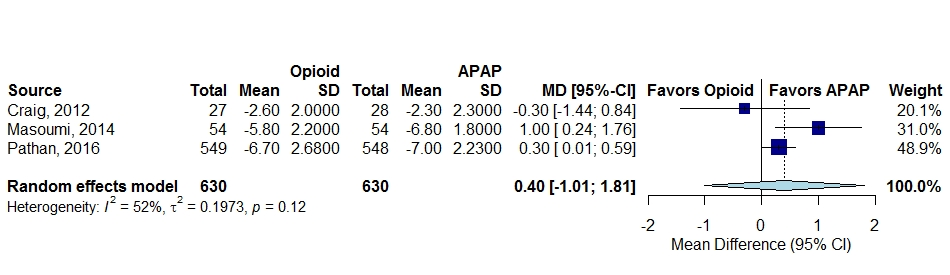 Opioid APAP
Source Total Mean SD Total Mean SD MD [95%-CI] Favors Opioid Favors APAP Weight
Craig, 2012 27 -2.60 2.0000 28 -2.30 2.3000 -0.30 [-1.44; 0.84] 20.1%
Masoumi, 2014 54 -5.80 2.2000 54 -6.80 1.8000 1.00 [ 0.24; 1.76] 31.0%
Pathan, 2016 549 -6.70 2.6800 548 -7.00 2.2300 0.30 [ 0.01; 0.59] 48.9%
Random effects model 630 630 0.40 [-1.01; 1.81] 100.0%
Heterogeneity: I² = 52%, τ² = 0.1973, p = 0.12
-2 -1 0 1 2
Mean Difference (95% CI)